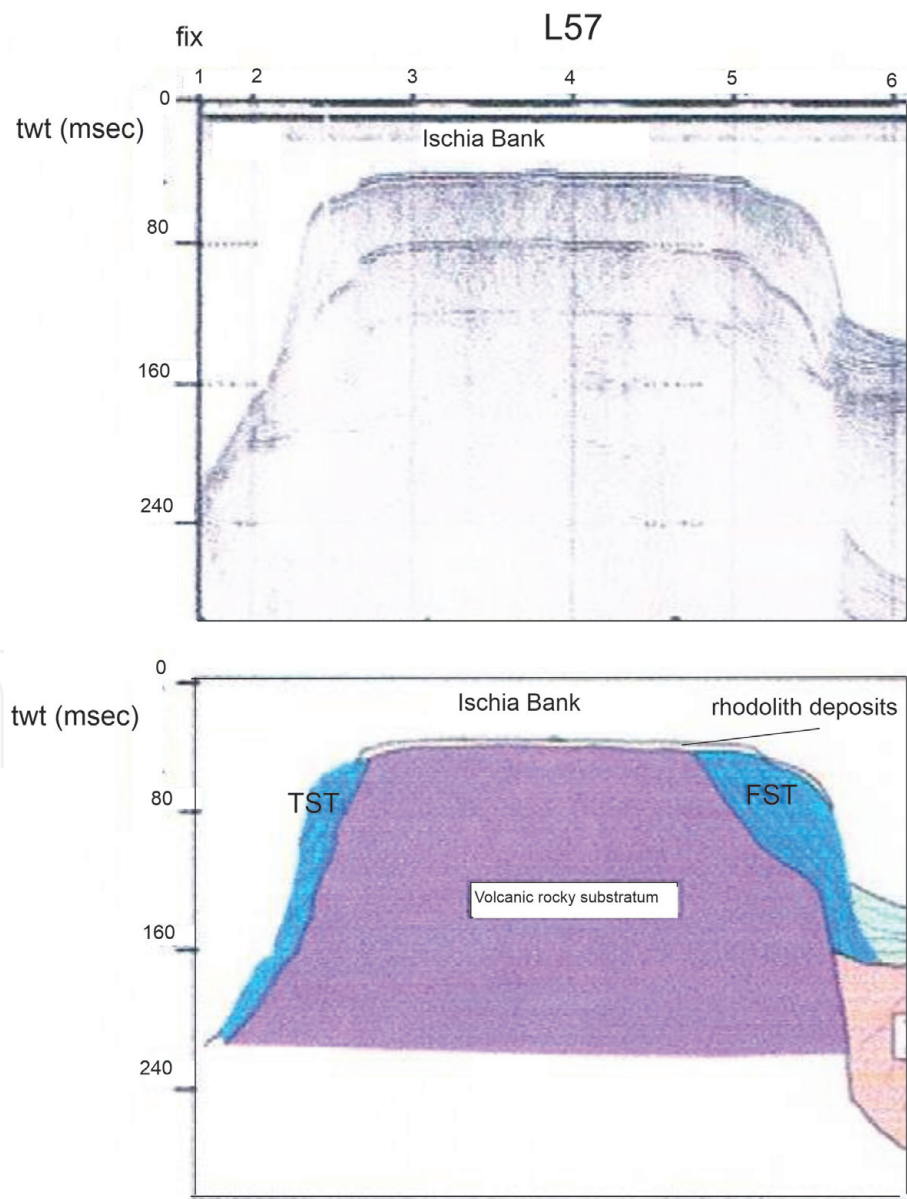 L57
fix
1 2 3 4 5 6
0
twt (msec)
Ischia Bank
80
160
240
0
twt (msec)
Ischia Bank
rhodolith deposits
TST
FST
80
Volcanic rocky substratum
160
240